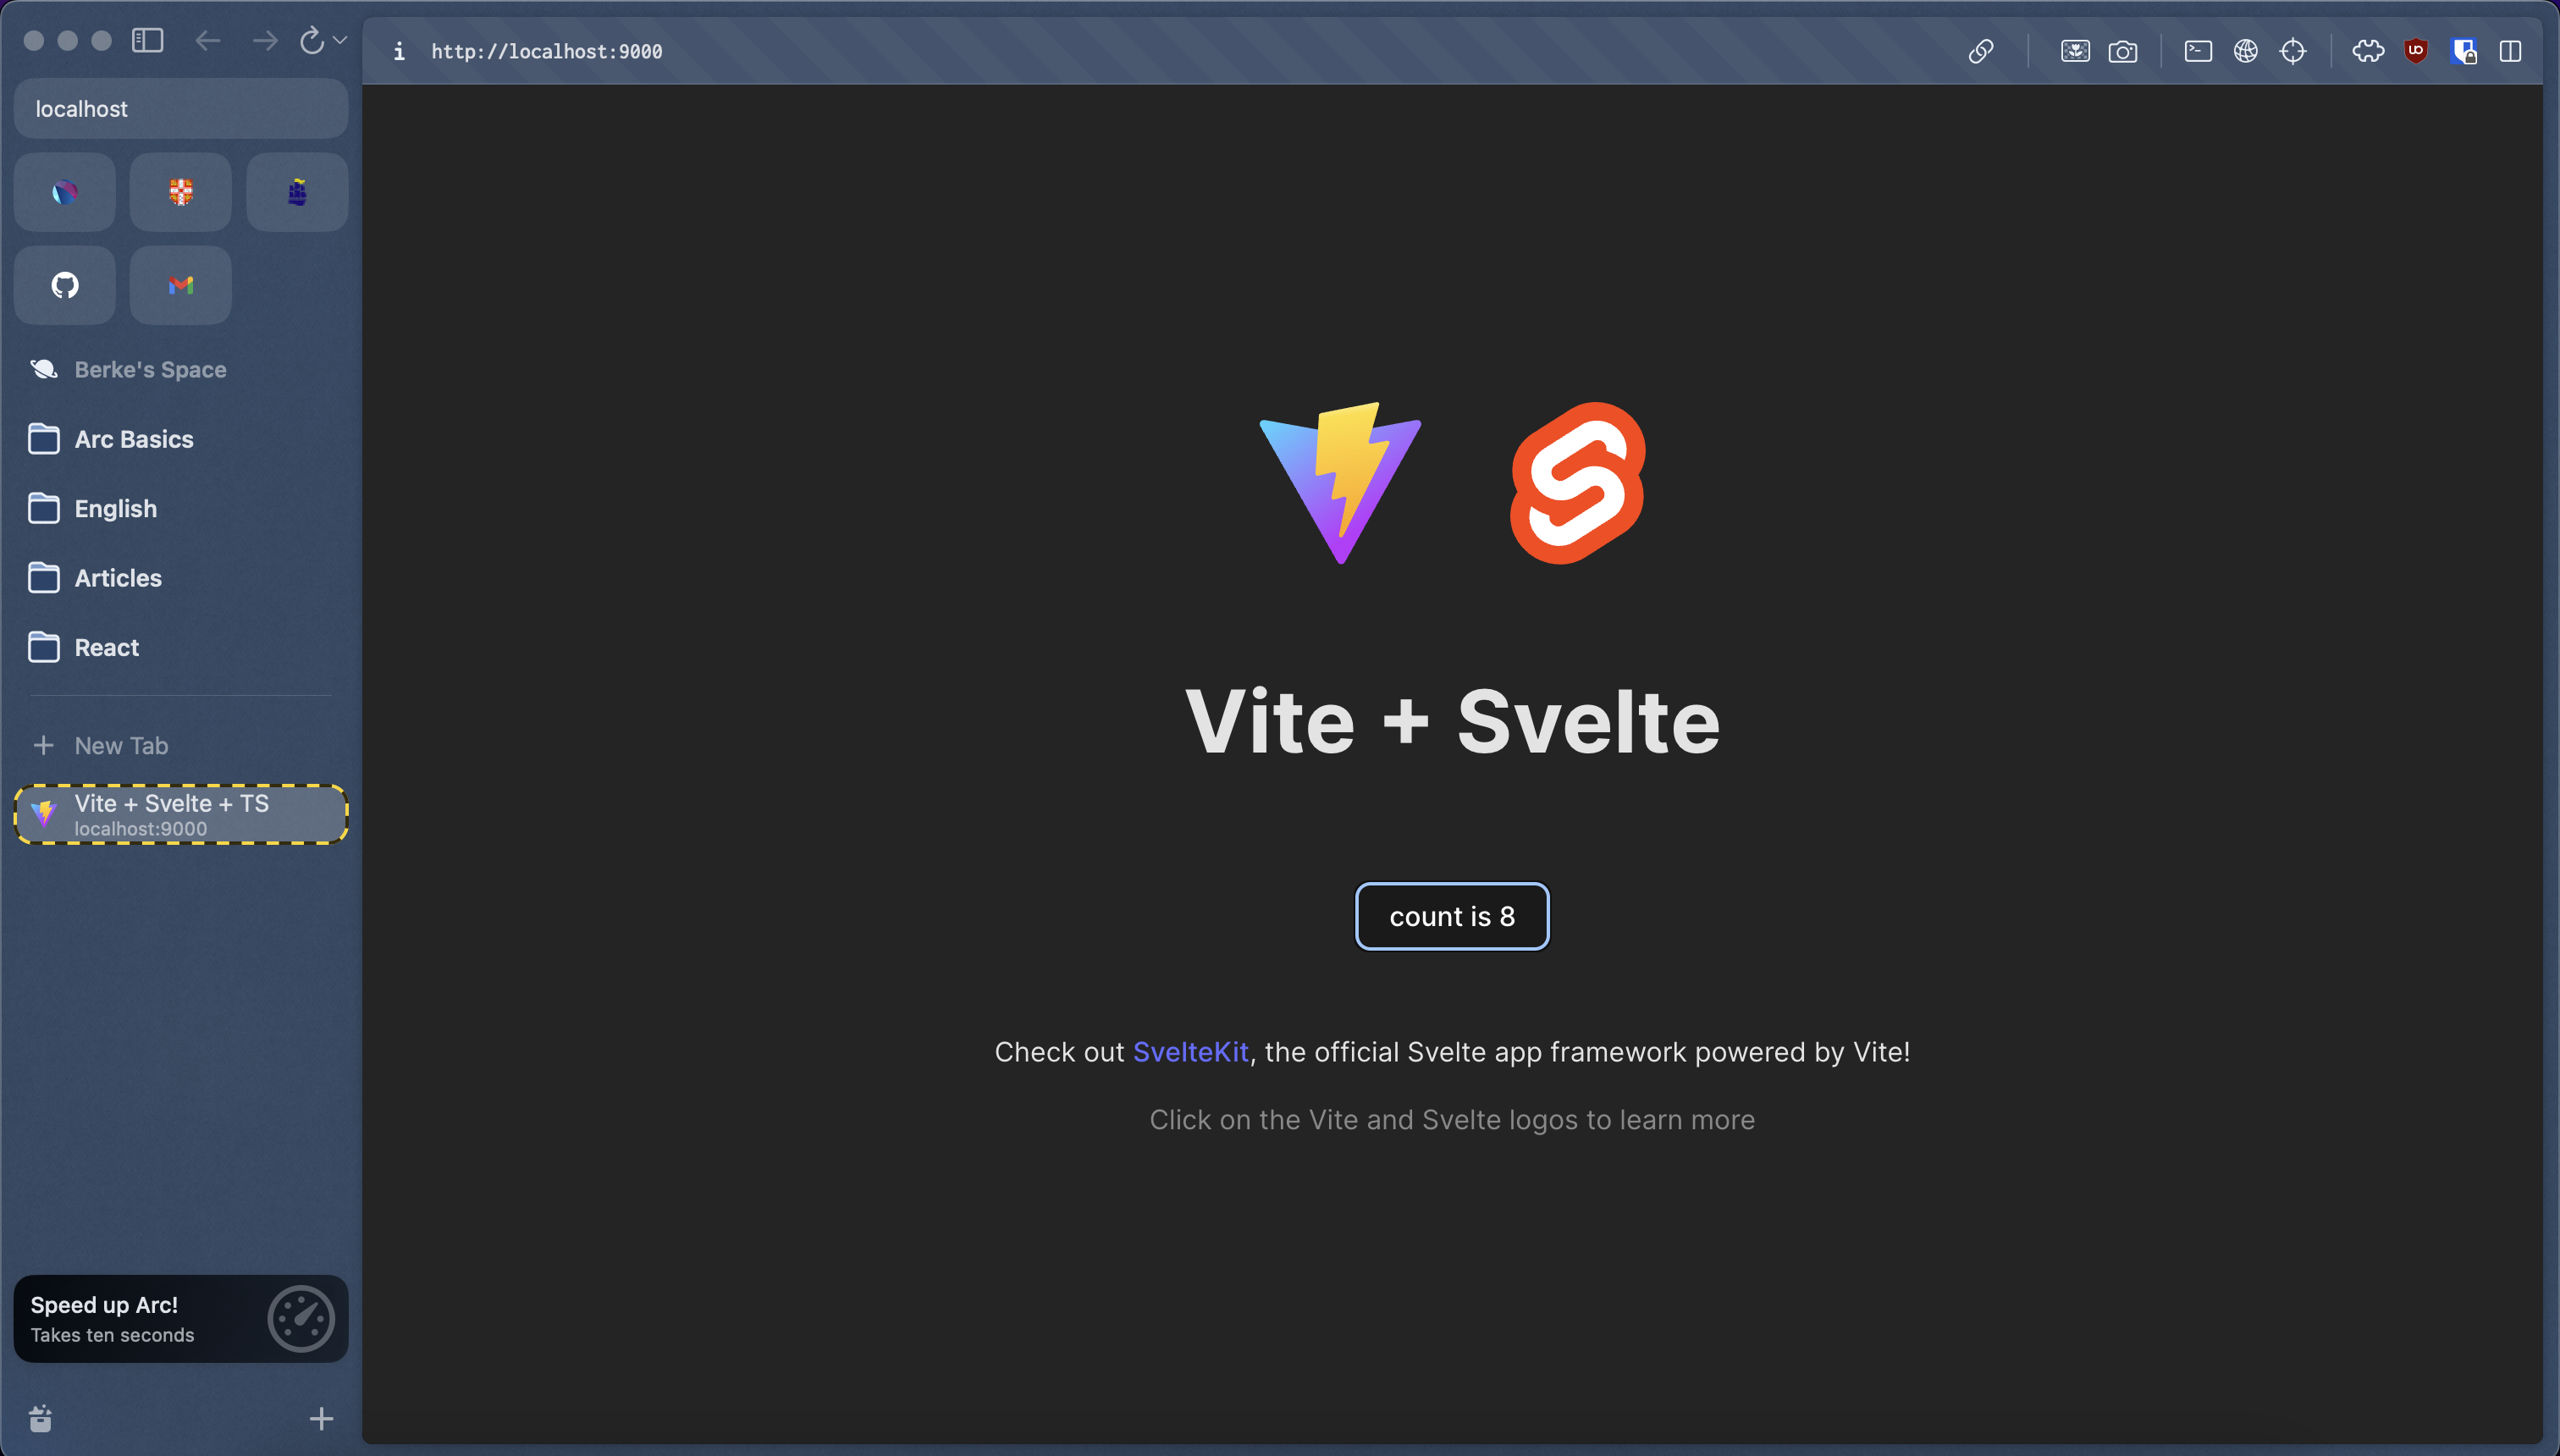 http://localhost:9000
localhost
Berke's Space
Arc Basics
English
Articles
React
New Tab
Vite + Svelte + TS
localhost:9000
Speed up Arc!
Takes ten seconds
Vite + Svelte
count is 8
Check out SvelteKit, the official Svelte app framework powered by Vite!
Click on the Vite and Svelte logos to learn more